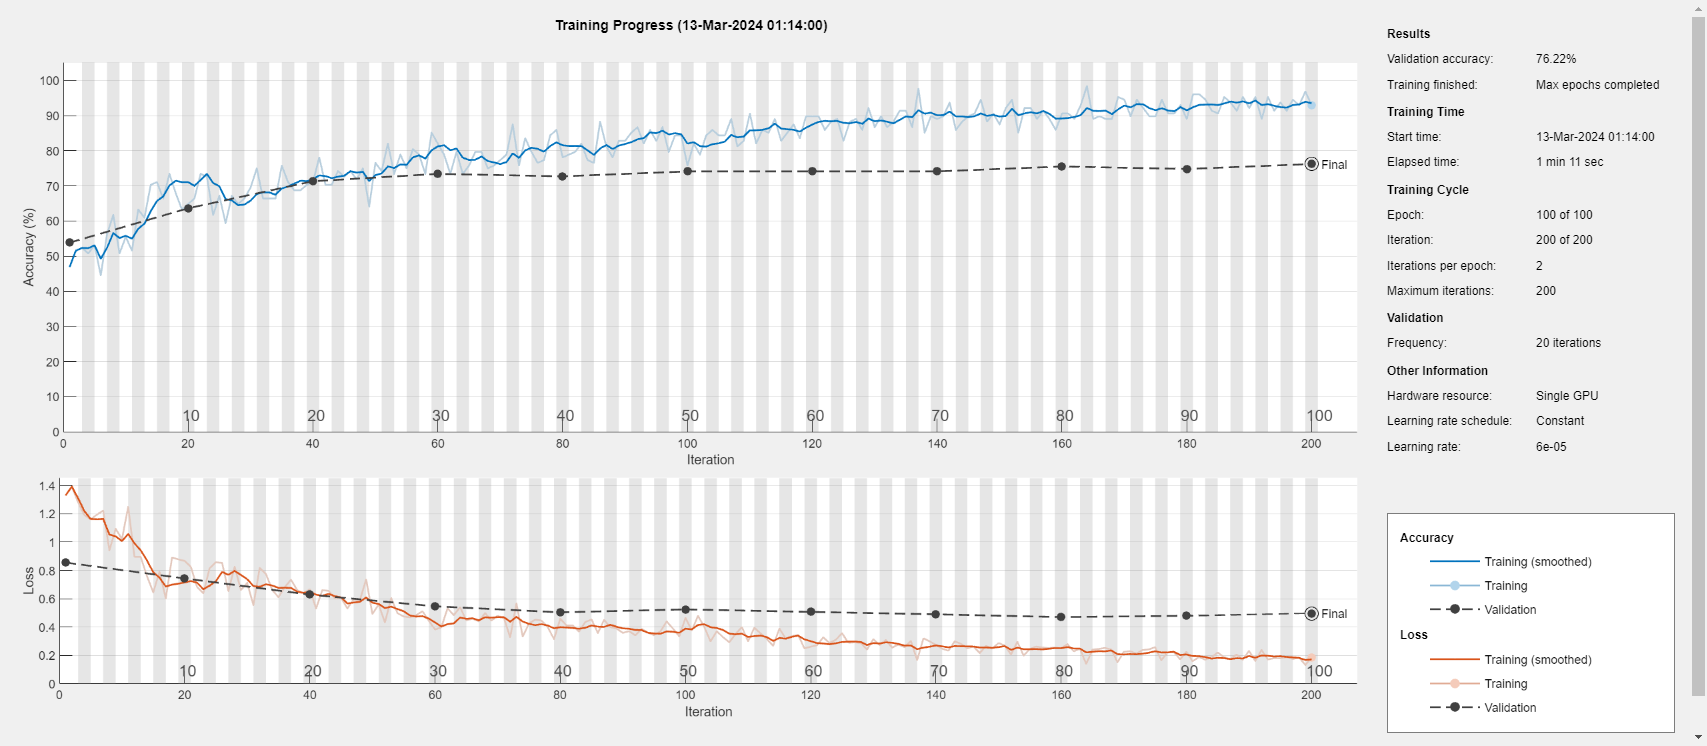 Training Progress (13-Mar-2024 01:14:00)
100
90
80
70
60
50
40
30
20
10
0
Accuracy (%)
Final
10 20 30 40 50 60 70 80 90 100
0 20 40 60 80 100 120 140 160 180 200
Iteration
1.4
1.2
1
0.8
0.6
0.4
0.2
0
Loss
Final
10 20 30 40 50 60 70 80 90 100
0 20 40 60 80 100 120 140 160 180 200
Iteration
Results
Validation accuracy: 76.22%
Training finished: Max epochs completed
Training Time
Start time: 13-Mar-2024 01:14:00
Elapsed time: 1 min 11 sec
Training Cycle
Epoch: 100 of 100
Iteration: 200 of 200
Iterations per epoch: 2
Maximum iterations: 200
Validation
Frequency: 20 iterations
Other Information
Hardware resource: Single GPU
Learning rate schedule: Constant
Learning rate: 6e-05
Accuracy
Training (smoothed)
Training
Validation
Loss
Training (smoothed)
Training
Validation